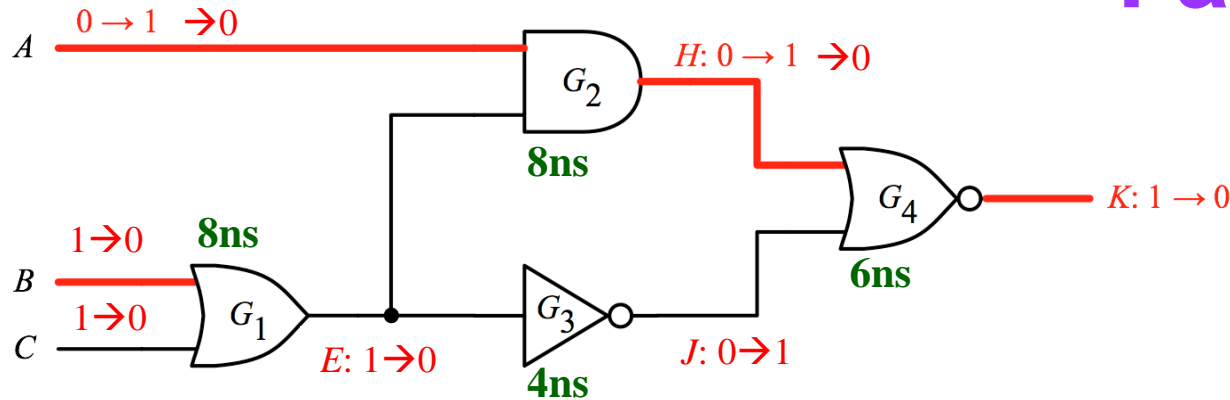 A
0 → 1 →0
G2
8ns
H: 0 → 1 →0
G4
6ns
K: 1 → 0
B
1→0
8ns
C
1→0
G1
E: 1→0
G3
4ns
J: 0→1